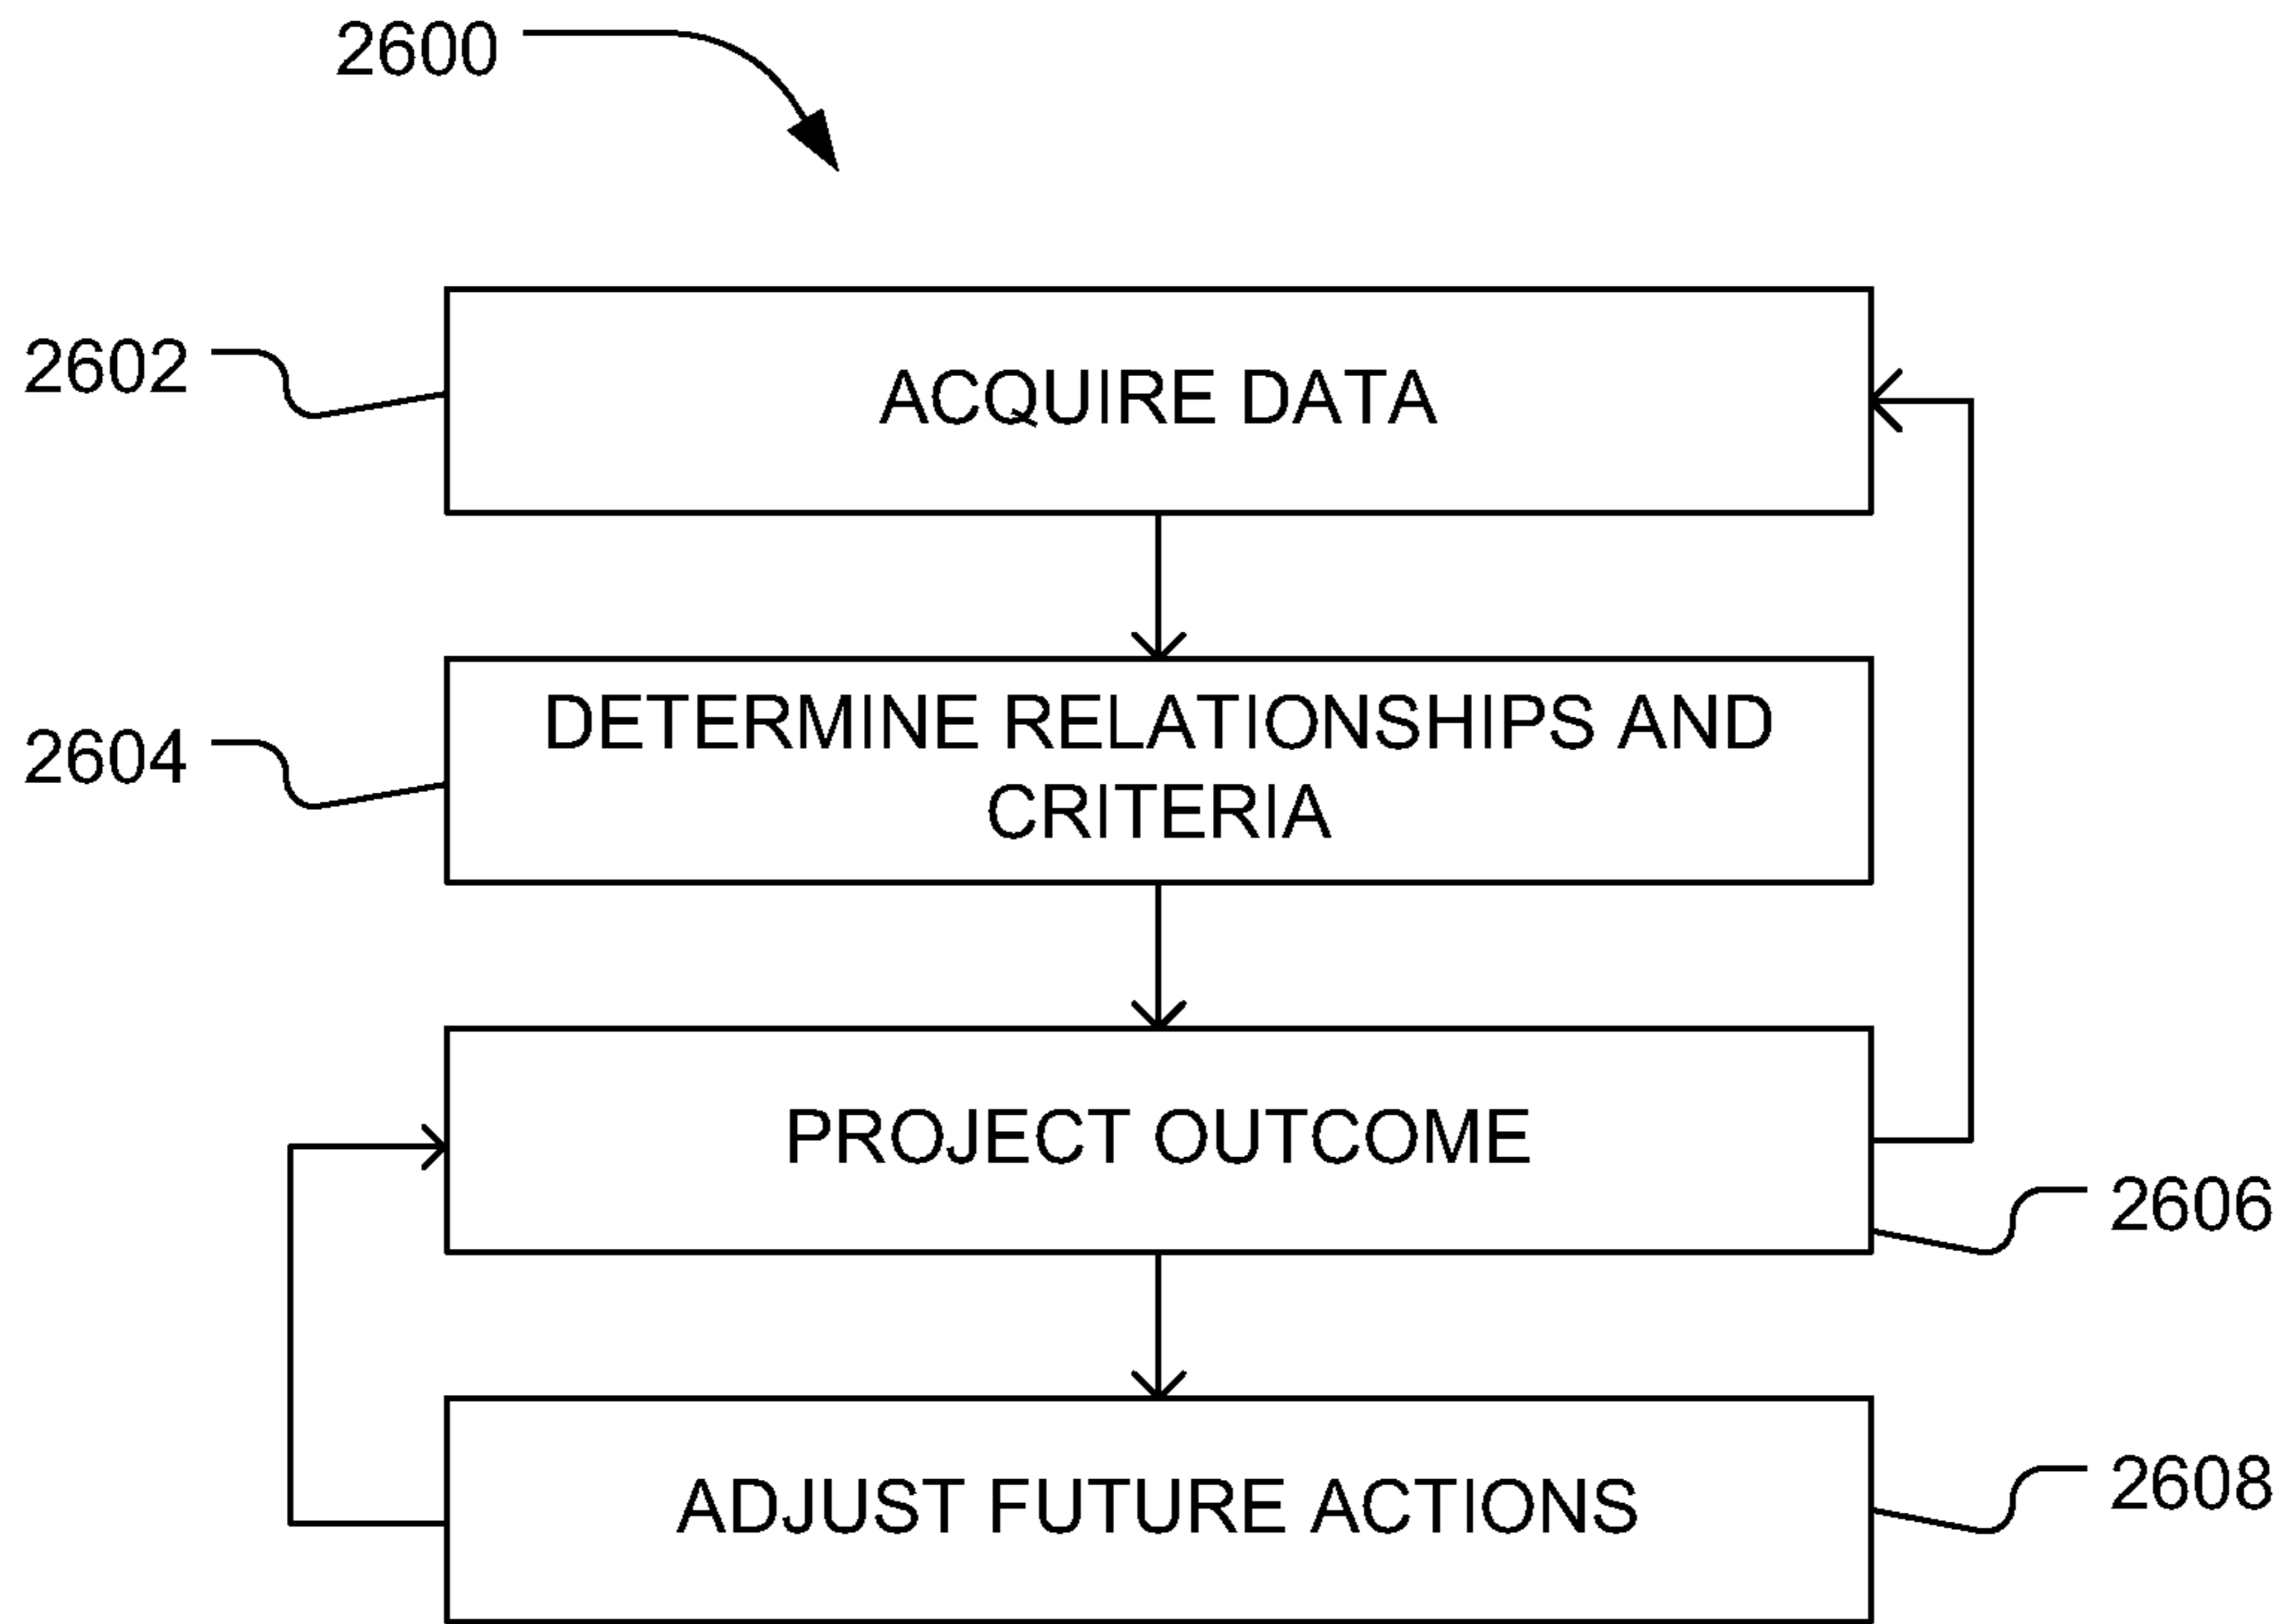 2600
2602
ACQUIRE DATA
2604
DETERMINE RELATIONSHIPS AND
CRITERIA
PROJECT OUTCOME
2606
ADJUST FUTURE ACTIONS
2608